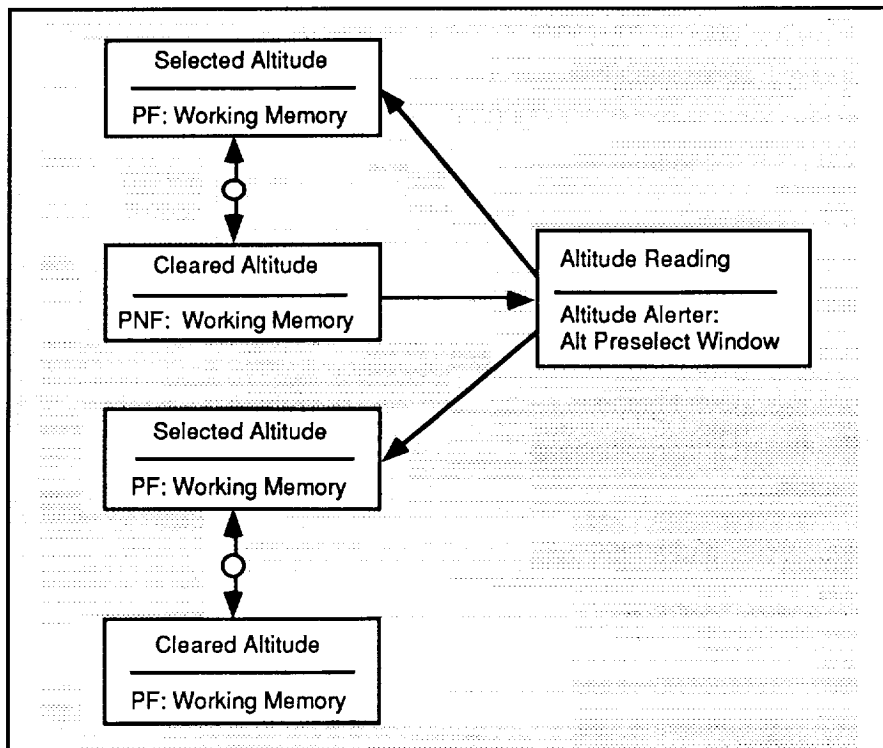 Selected Altitude
PF: Working Memory
Cleared Altitude
PNF: Working Memory
Altitude Reading
Altitude Alerter:
Alt Preselect Window
Selected Altitude
PF: Working Memory
Cleared Altitude
PF: Working Memory